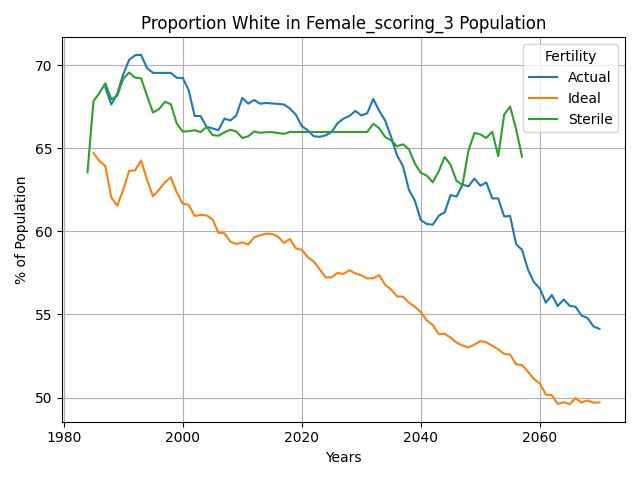 Proportion White in Female_scoring_3 Population
Fertility
Actual
Ideal
Sterile
% of Population
70
65
60
55
50
1980
2000
2020
2040
2060
Years